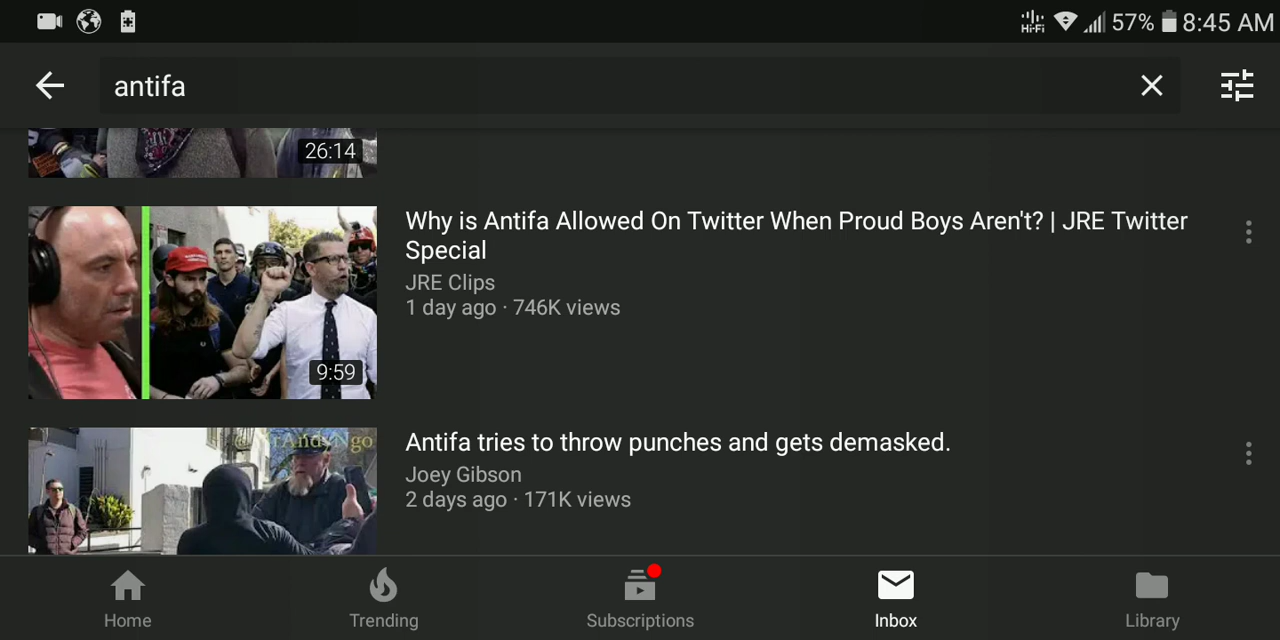 Hi-Fi 57% 8:45 AM
antifa
26:14
Why is Antifa Allowed On Twitter When Proud Boys Aren't? | JRE Twitter
Special
JRE Clips
1 day ago · 746K views
9:59
Antifa tries to throw punches and gets demasked.
Joey Gibson
2 days ago · 171K views
Home Trending Subscriptions Inbox Library